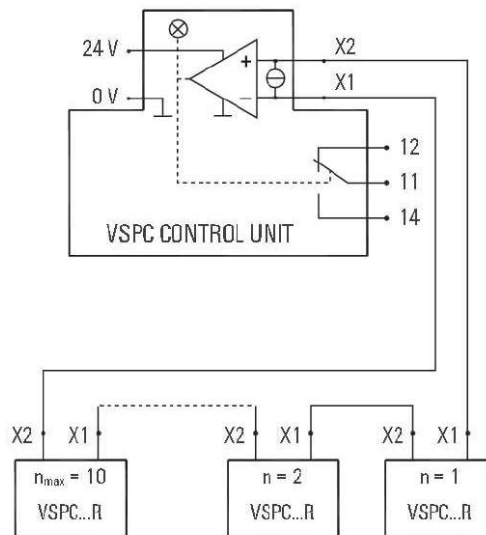 24 V
0 V
+
−
X2
X1
12
11
14
VSPC CONTROL UNIT
X2 X1 X2 X1 X2 X1
nmax = 10 n = 2 n = 1
VSPC...R VSPC...R VSPC...R